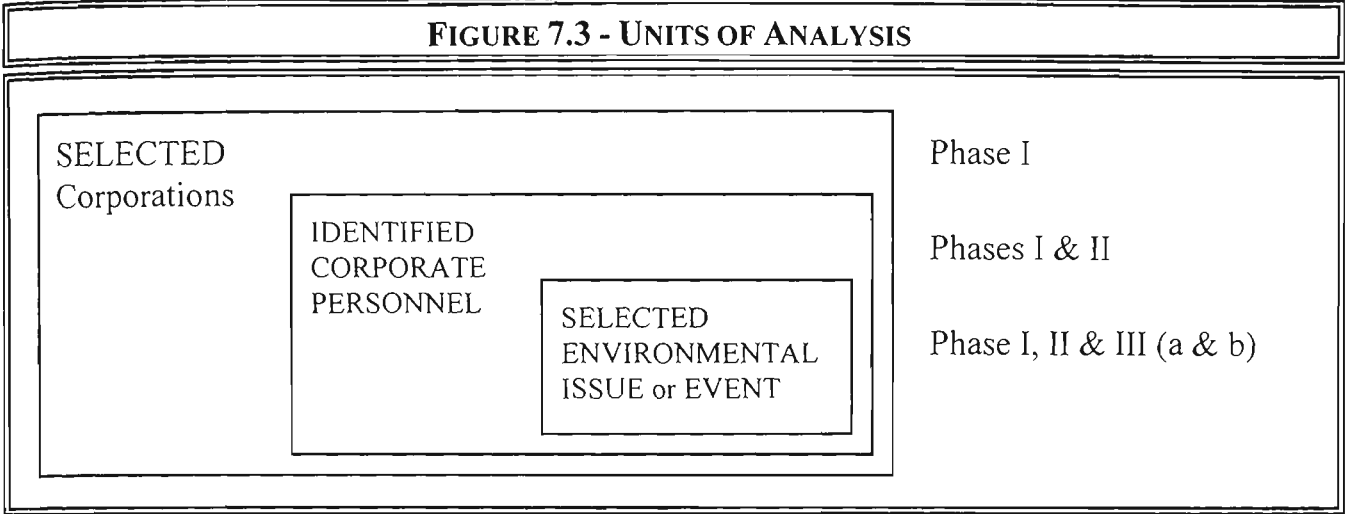 FIGURE 7.3 - UNITS OF ANALYSIS
SELECTED
Corporations
Phase I
IDENTIFIED
CORPORATE
PERSONNEL
Phases I & II
SELECTED
ENVIRONMENTAL
ISSUE or EVENT
Phase I, II & III (a & b)